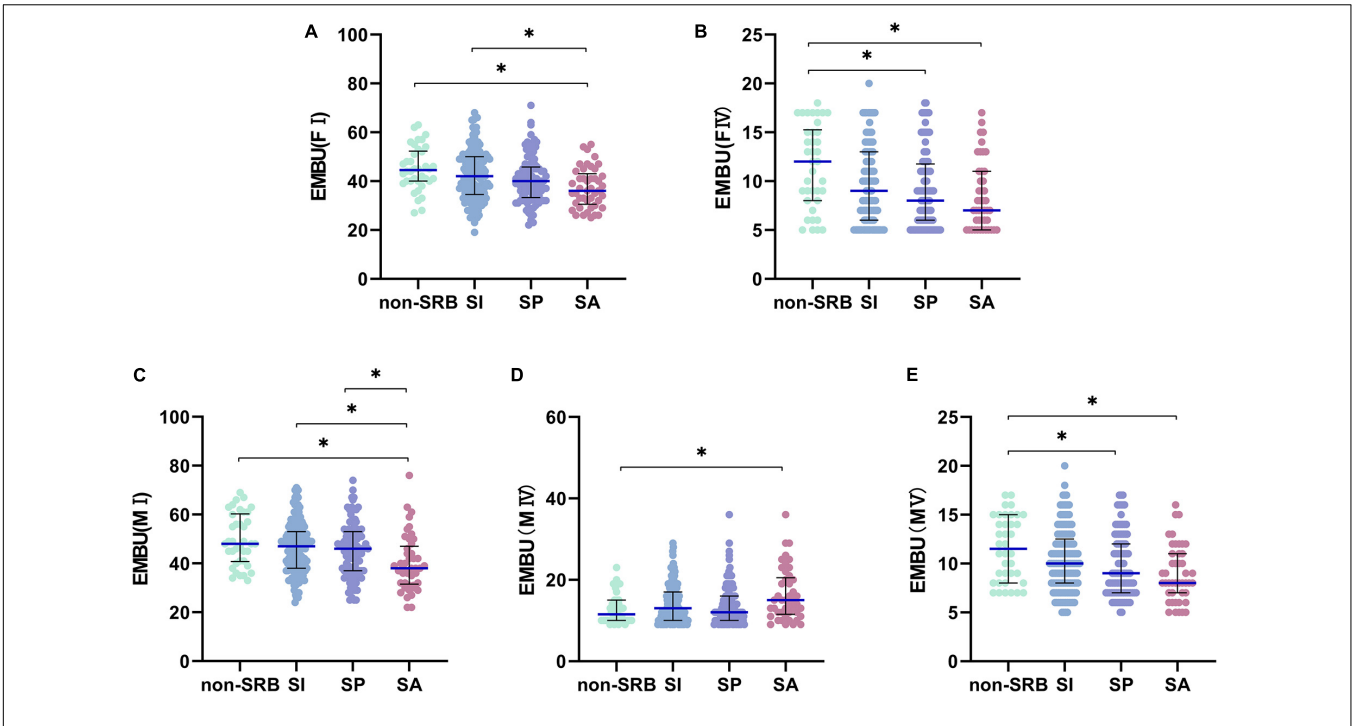 A
EMBU(F Ⅰ)
100
80
60
40
20
0
*
*
non-SRB SI SP SA
B
EMBU(FⅣ)
25
20
15
10
5
0
*
*
non-SRB SI SP SA
C
EMBU(M Ⅰ)
100
80
60
40
20
0
*
*
*
non-SRB SI SP SA
D
EMBU(M Ⅳ)
60
40
20
0
*
non-SRB SI SP SA
E
EMBU(MⅤ)
25
20
15
10
5
0
*
*
non-SRB SI SP SA